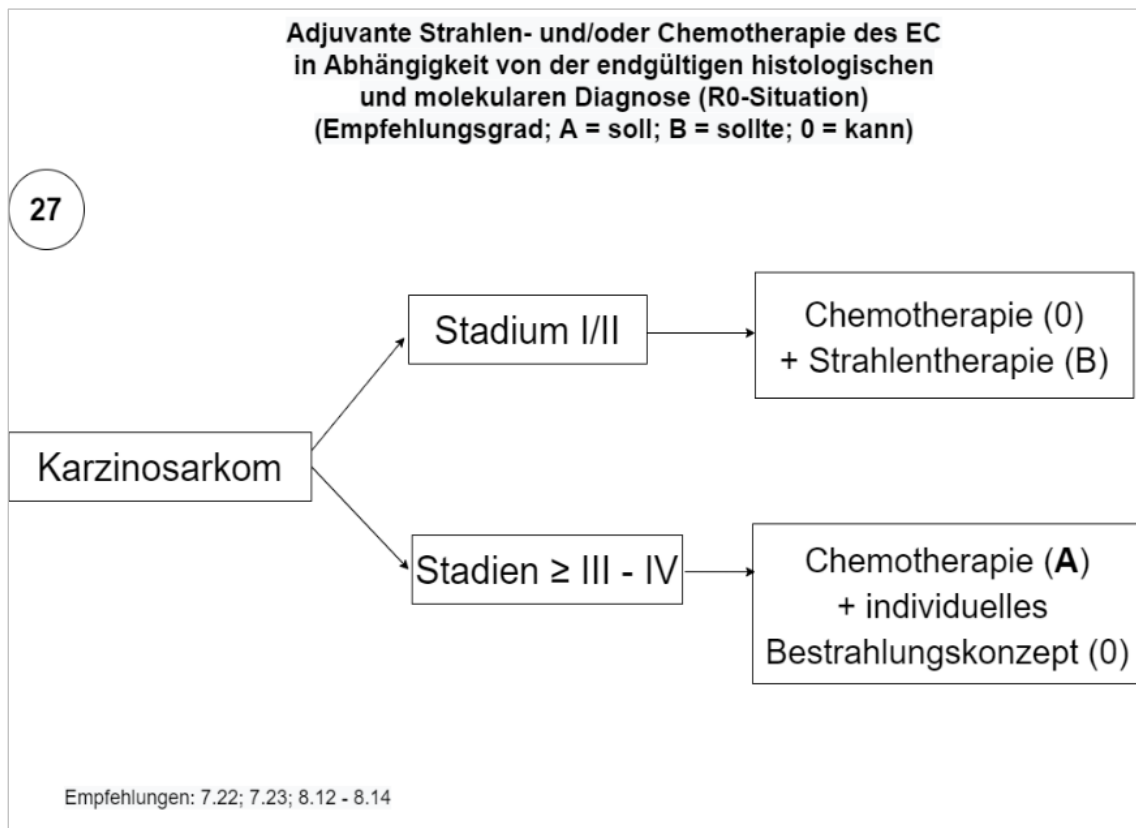 Adjuvante Strahlen- und/oder Chemotherapie des EC
in Abhängigkeit von der endgültigen histologischen
und molekularen Diagnose (R0-Situation)
(Empfehlungsgrad; A = soll; B = sollte; 0 = kann)
27
Stadium I/II
Chemotherapie (0)
+ Strahlentherapie (B)
Karzinosarkom
Stadien ≥ III - IV
Chemotherapie (A)
+ individuelles
Bestrahlungskonzept (0)
Empfehlungen: 7.22; 7.23; 8.12 - 8.14